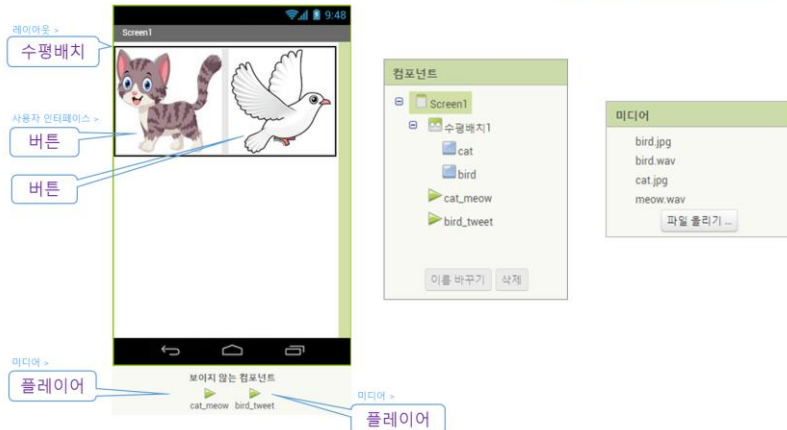 레이아웃 >
수평배치
사용자 인터페이스 >
버튼
버튼
미디어 >
플레이어
9:48
Screen1
보이지 않는 컴포넌트
cat_meow bird_tweet
미디어 >
플레이어
컴포넌트
Screen1
수평배치1
cat
bird
cat_meow
bird_tweet
이름 바꾸기 삭제
미디어
bird.jpg
bird.wav
cat.jpg
meow.wav
파일 올리기 ...